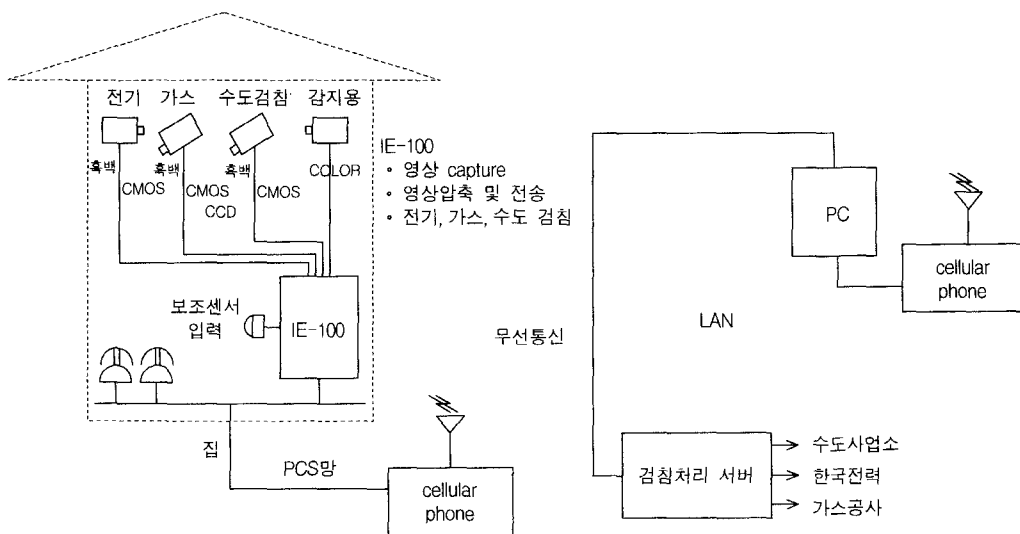 전기 가스 수도검침 감지용
흑백 흑백 흑백 COLOR
CMOS CMOS CMOS
CCD
IE-100
• 영상 capture
• 영상압축 및 전송
• 전기, 가스, 수도 검침
보조센서
입력
IE-100
집
PCS망
cellular
phone
무선통신
LAN
PC
cellular
phone
검침처리 서버
수도사업소
한국전력
가스공사